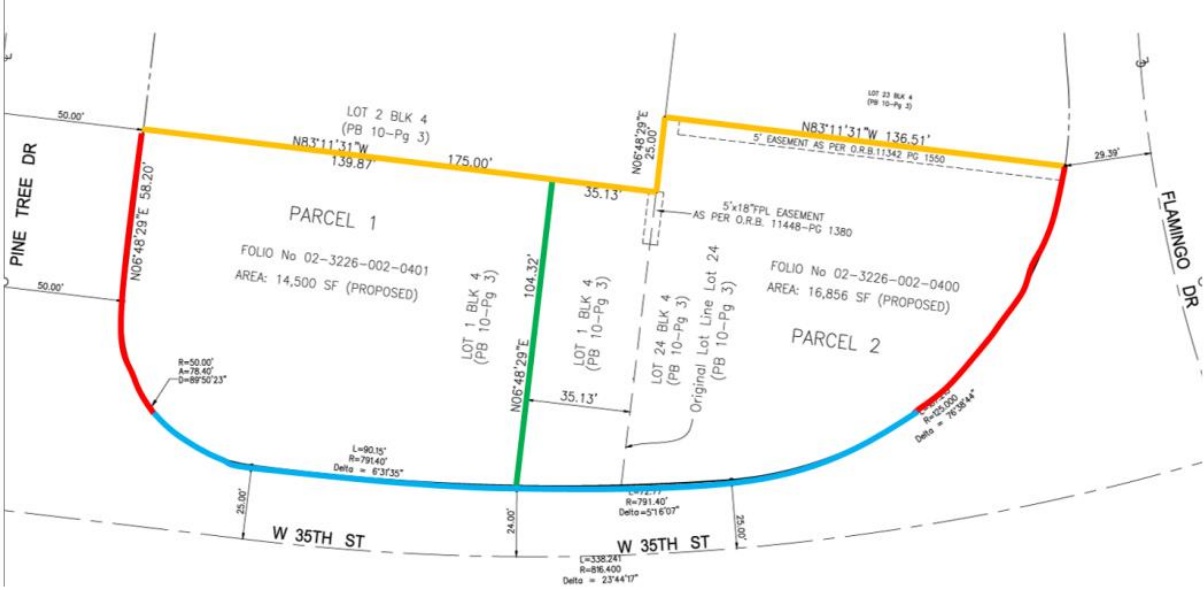 50.00'
PINE TREE DR
N06°48'29"E 58.20'
50.00'
LOT 2 BLK 4
(PB 10-Pg 3)
N83°11'31"W
139.87'
175.00'
35.13'
PARCEL 1
FOLIO No 02-3226-002-0401
AREA: 14,500 SF (PROPOSED)
LOT 1 BLK 4
(PB 10-Pg 3)
N06°48'29"E
104.32'
LOT 1 BLK 4
(PB 10-Pg 3)
35.13'
R=50.00'
A=78.40'
D=89°50'23"
L=90.15'
R=791.40'
Delta = 6°31'35"
25.00'
W 35TH ST
24.00'
N06°48'29"E
25.00'
LOT 23 BLK 4
(PB 10-Pg 3)
N83°11'31"W 136.51'
5' EASEMENT AS PER O.R.B.11342 PG 1550
29.39'
FLAMINGO DR
5'x18"FPL EASEMENT
AS PER O.R.B. 11448-PG 1380
LOT 24 BLK 4
(PB 10-Pg 3)
Original Lot Line Lot 24
(PB 10-Pg 3)
FOLIO No 02-3226-002-0400
AREA: 16,856 SF (PROPOSED)
PARCEL 2
R=125.000
Delta = 76°38'44"
R=791.40'
Delta=5°16'07"
25.00'
W 35TH ST
L=338.241
R=816.400
Delta = 23°44'17"